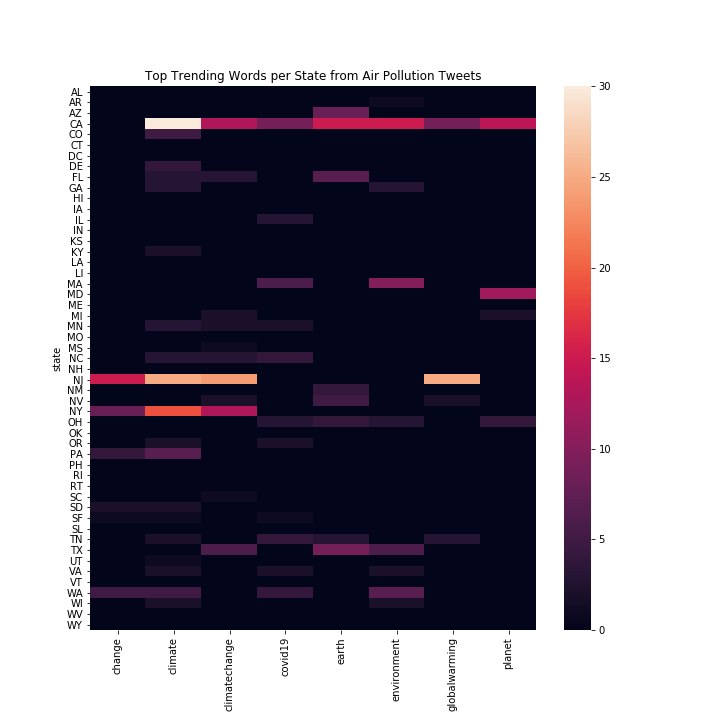 Top Trending Words per State from Air Pollution Tweets
state
AL
AR
AZ
CA
CO
CT
DC
DE
FL
GA
HI
IA
IL
IN
KS
KY
LA
LI
MA
MD
ME
MI
MN
MO
MS
NC
NH
NJ
NM
NV
NY
OH
OK
OR
PA
PH
RI
RT
SC
SD
SF
SL
TN
TX
UT
VA
VT
WA
WI
WV
WY
change
climate
climatechange
covid19
earth
environment
globalwarming
planet
30
25
20
15
10
5
0